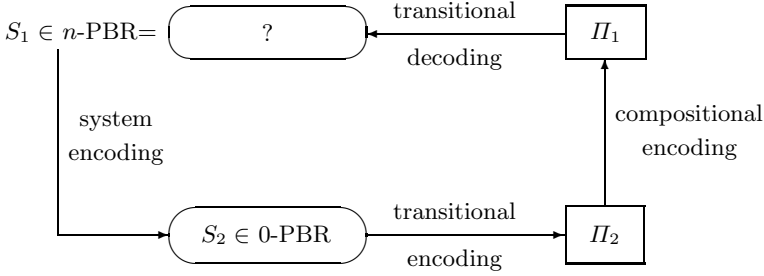 S₁ ∈ n-PBR=
?
transitional
decoding
Π₁
system
encoding
compositional
encoding
S₂ ∈ 0-PBR
transitional
encoding
Π₂